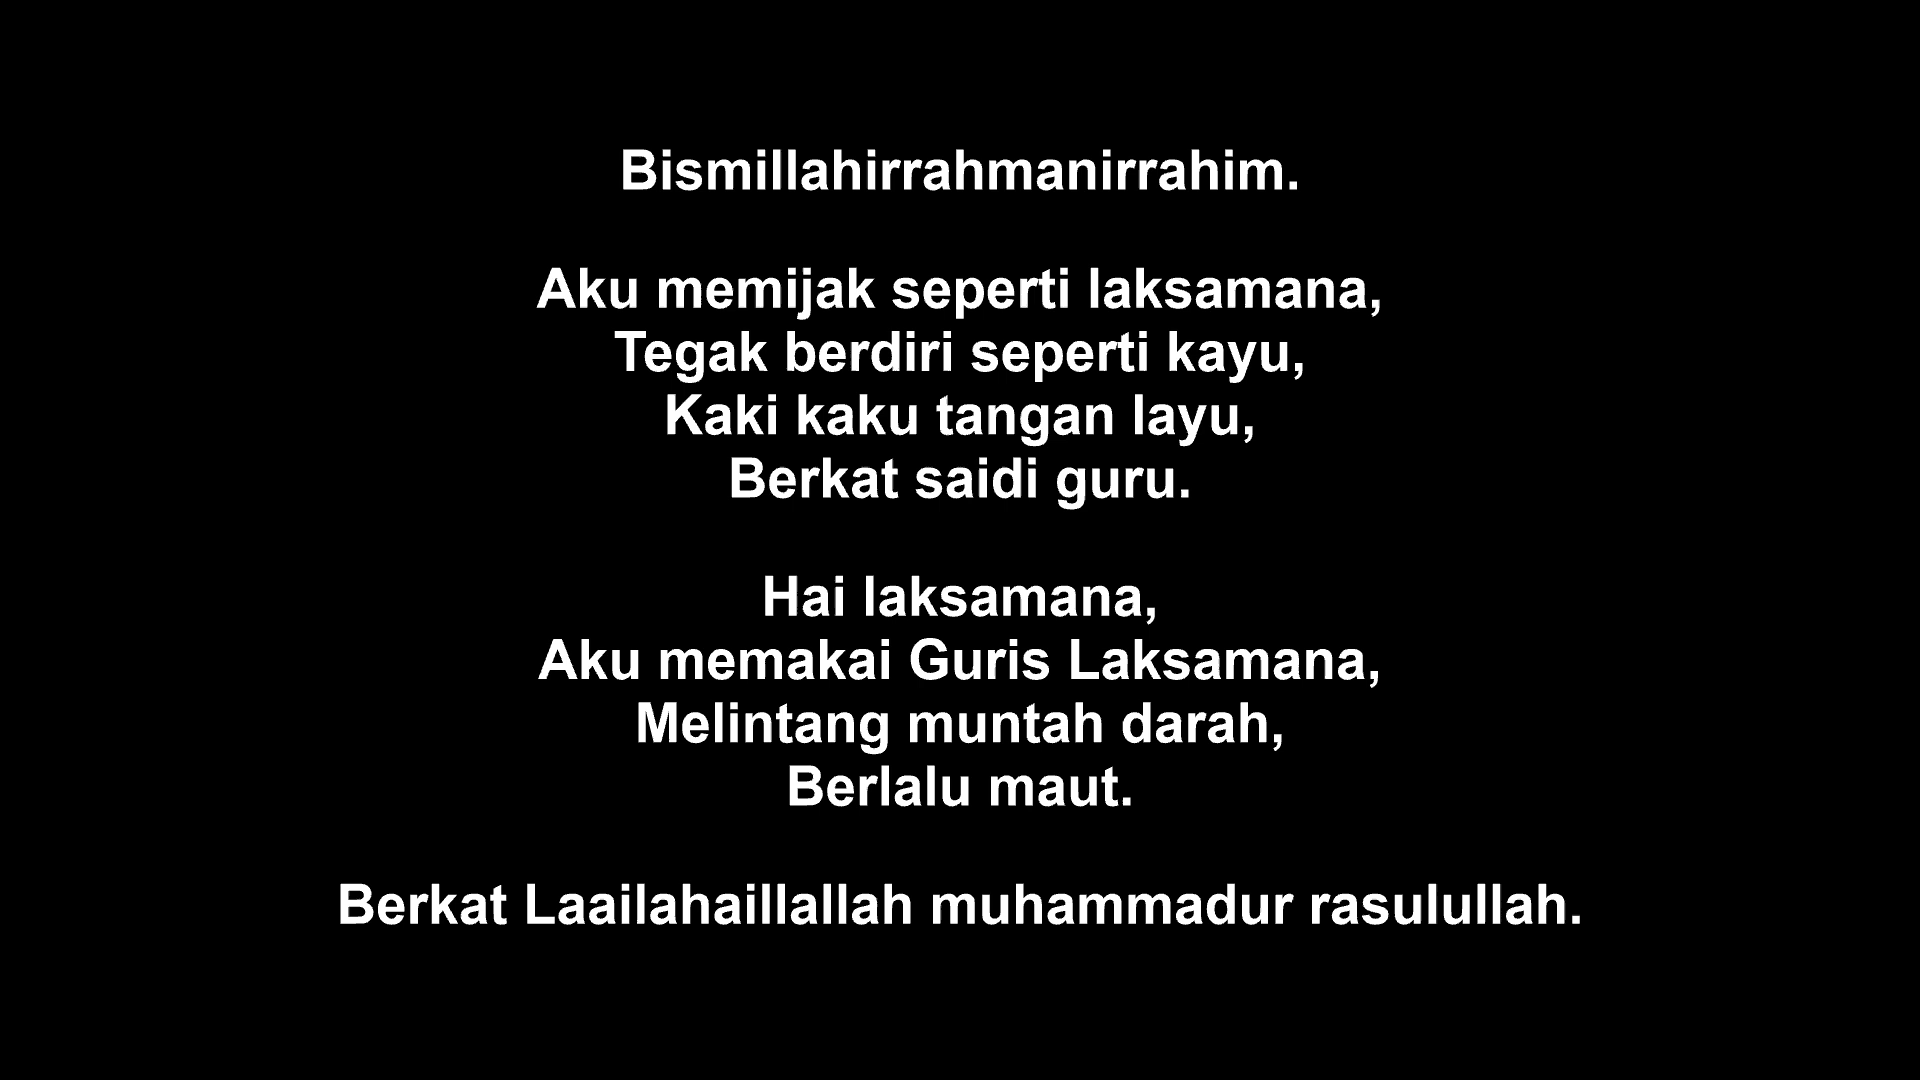 Bismillahirrahmanirrahim.
Aku memijak seperti laksamana,
Tegak berdiri seperti kayu,
Kaki kaku tangan layu,
Berkat saidi guru.
Hai laksamana,
Aku memakai Guris Laksamana,
Melintang muntah darah,
Berlalu maut.
Berkat Laailahaillallah muhammadur rasulullah.